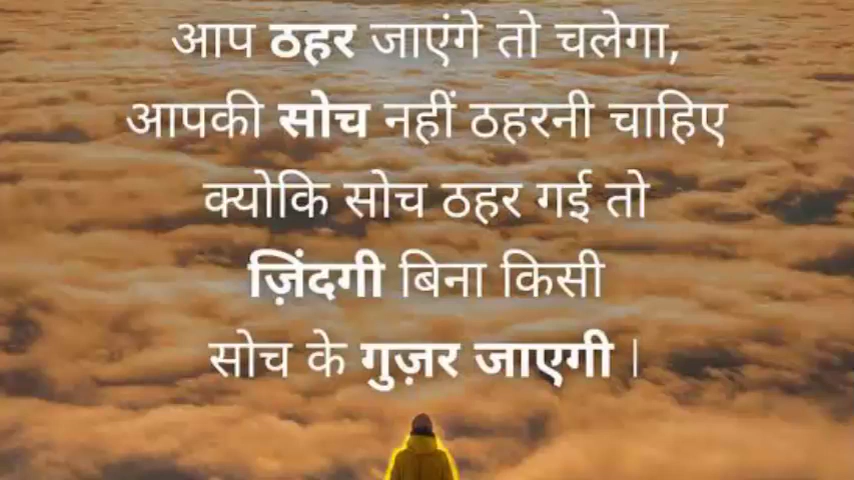 आप ठहर जाएंगे तो चलेगा,
आपकी सोच नहीं ठहरनी चाहिए
क्योकि सोच ठहर गई तो
ज़िंदगी बिना किसी
सोच के गुज़र जाएगी |